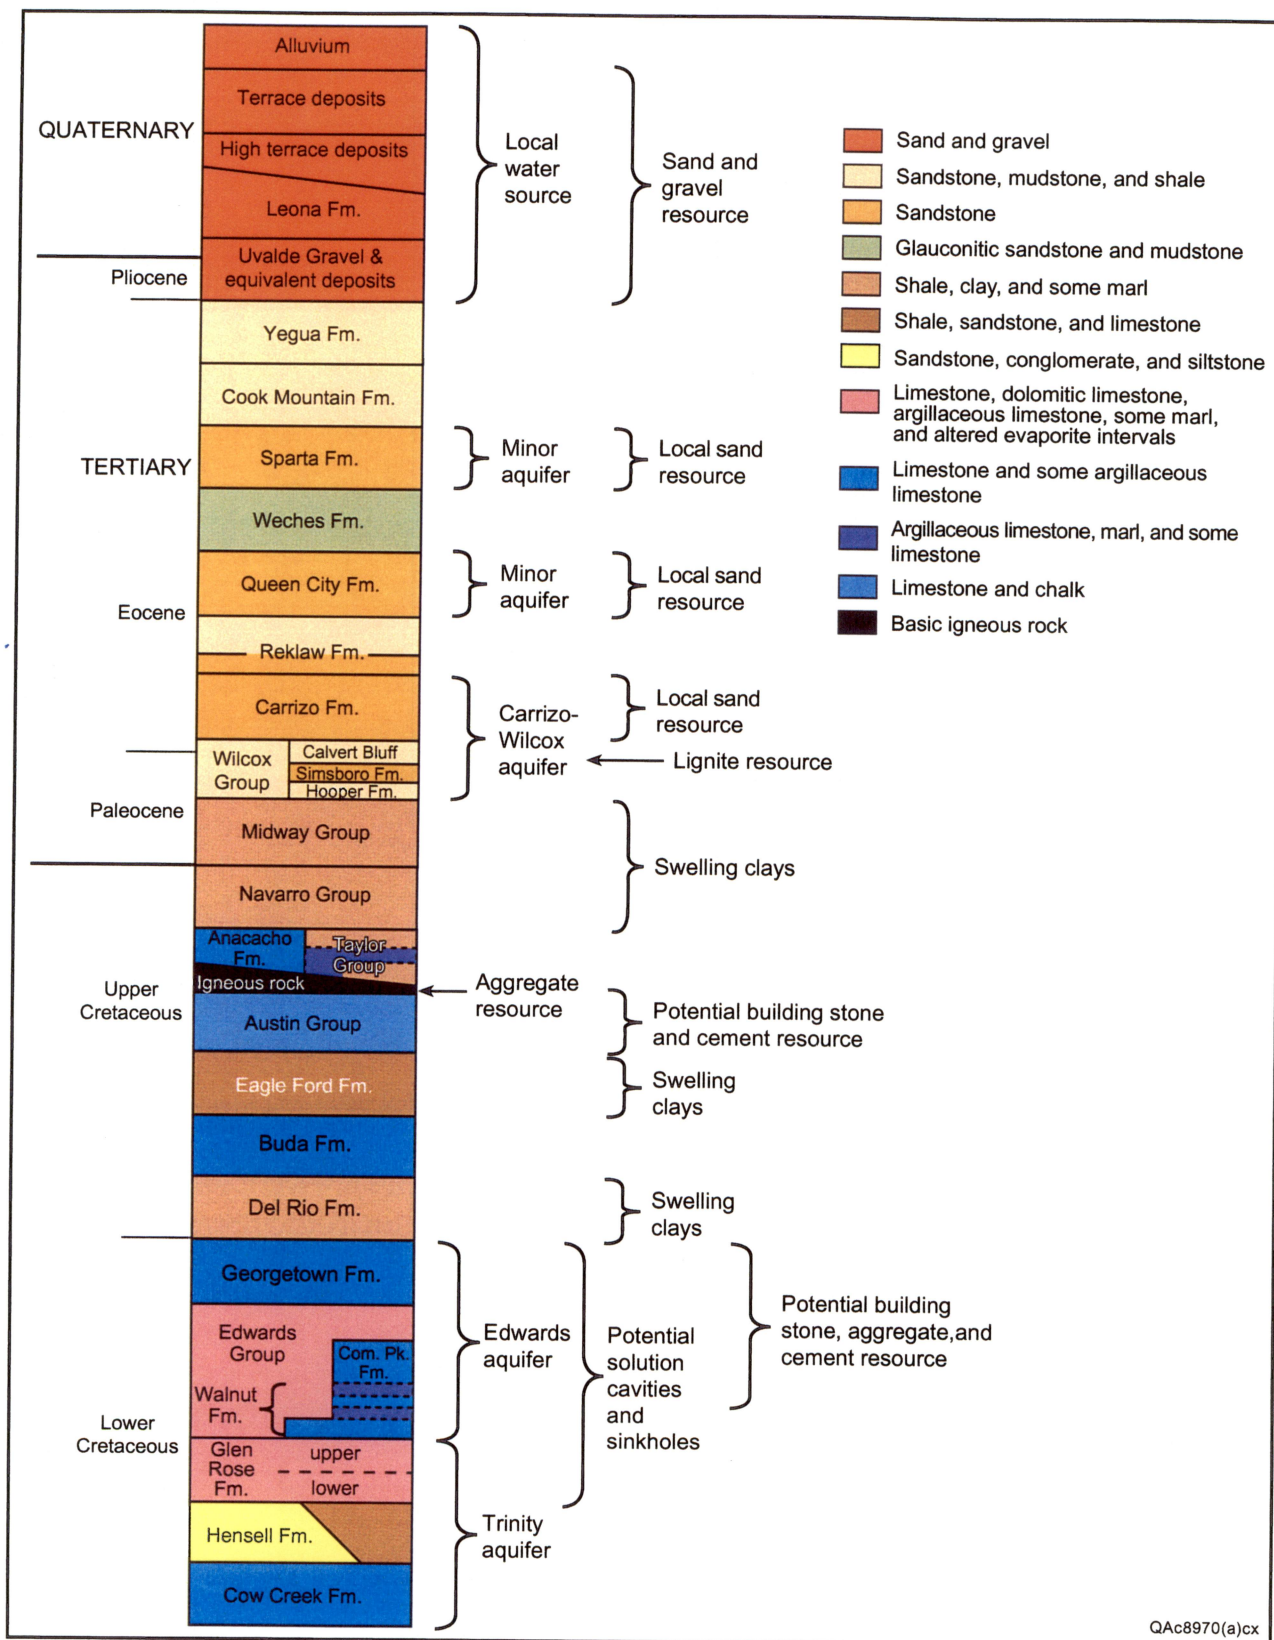 QUATERNARY
Pliocene
TERTIARY
Eocene
Paleocene
Upper
Cretaceous
Lower
Cretaceous
Alluvium
Terrace deposits
High terrace deposits
Leona Fm.
Uvalde Gravel &
equivalent deposits
Yegua Fm.
Cook Mountain Fm.
Sparta Fm.
Weches Fm.
Queen City Fm.
Reklaw Fm.
Carrizo Fm.
Wilcox
Group
Calvert Bluff
Simsboro Fm.
Hooper Fm.
Midway Group
Navarro Group
Anacacho
Fm.
Taylor
Group
Igneous rock
Austin Group
Eagle Ford Fm.
Buda Fm.
Del Rio Fm.
Georgetown Fm.
Edwards
Group
Com. Pk.
Fm.
Walnut
Fm.
Glen
Rose
Fm.
upper
lower
Hensell Fm.
Cow Creek Fm.
Local
water
source
Sand and
gravel
resource
Minor
aquifer
Local sand
resource
Minor
aquifer
Local sand
resource
Carrizo-
Wilcox
aquifer
Local sand
resource
Lignite resource
Swelling clays
Aggregate
resource
Potential building stone
and cement resource
Swelling
clays
Swelling
clays
Edwards
aquifer
Potential
solution
cavities
and
sinkholes
Potential building
stone, aggregate,and
cement resource
Trinity
aquifer
Sand and gravel
Sandstone, mudstone, and shale
Sandstone
Glauconitic sandstone and mudstone
Shale, clay, and some marl
Shale, sandstone, and limestone
Sandstone, conglomerate, and siltstone
Limestone, dolomitic limestone,
argillaceous limestone, some marl,
and altered evaporite intervals
Limestone and some argillaceous
limestone
Argillaceous limestone, marl, and some
limestone
Limestone and chalk
Basic igneous rock
QAc8970(a)cx